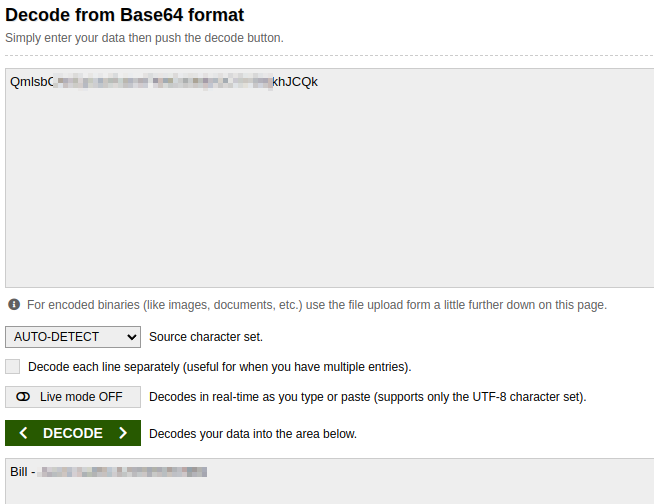 Decode from Base64 format
Simply enter your data then push the decode button.
QmlsbC khJCQk
For encoded binaries (like images, documents, etc.) use the file upload form a little further down on this page.
AUTO-DETECT Source character set.
Decode each line separately (useful for when you have multiple entries).
Live mode OFF Decodes in real-time as you type or paste (supports only the UTF-8 character set).
< DECODE > Decodes your data into the area below.
Bill -